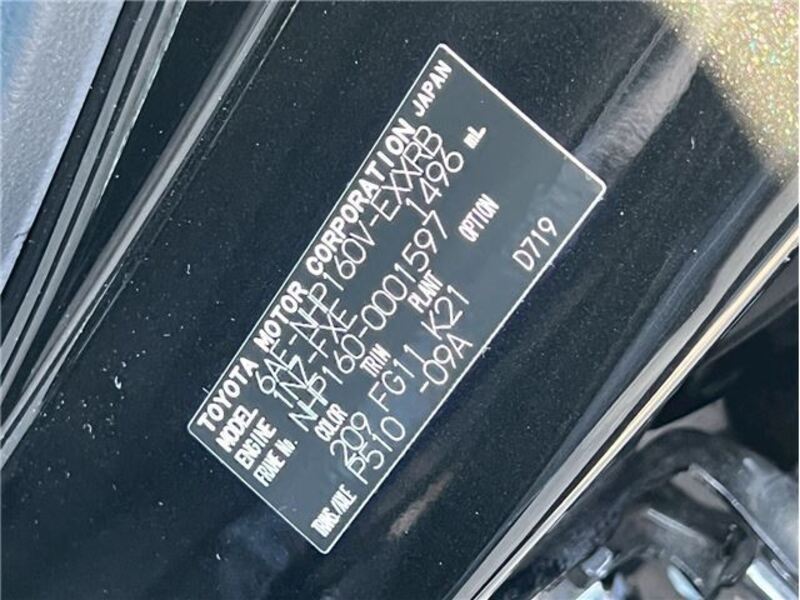 TOYOTA MOTOR CORPORATION JAPAN
MODEL 6AE-NHP160V-EXXRB
ENGINE 1NZ-FXE 1496 mL
FRAME No. NHP160-0001597
COLOR TRIM PLANT OPTION
209 FG11 K21
TRNS/AXLE P510 -09A D719